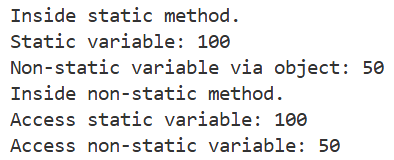 Inside static method.
Static variable: 100
Non-static variable via object: 50
Inside non-static method.
Access static variable: 100
Access non-static variable: 50